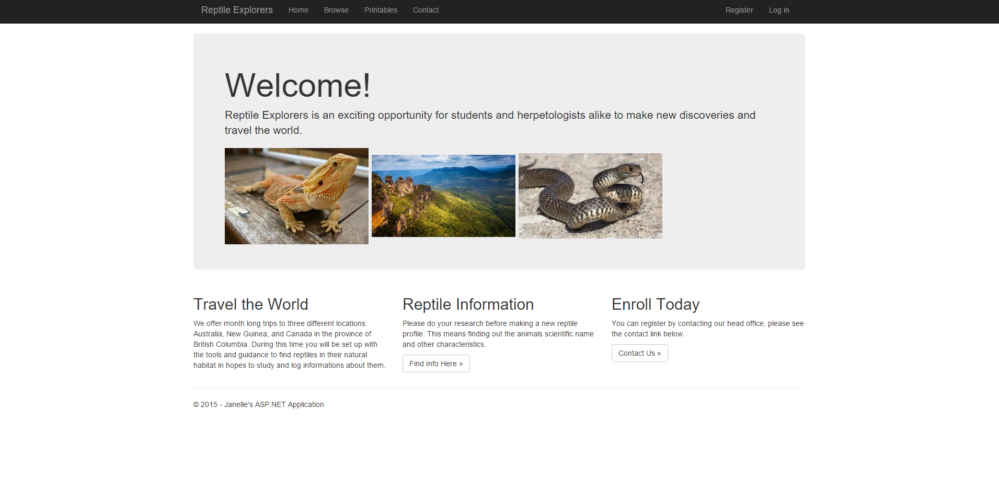 Reptile Explorers Home Browse Printables Contact Register Log in
Welcome!
Reptile Explorers is an exciting opportunity for students and herpetologists alike to make new discoveries and
travel the world.
Travel the World
We offer month long trips to three different locations:
Australia, New Guinea, and Canada in the province of
British Columbia. During this time you will be set up with
the tools and guidance to find reptiles in their natural
habitat in hopes to study and log informations about them.
Reptile Information
Please do your research before making a new reptile
profile. This means finding out the animals scientific name
and other characteristics.
Find Info Here »
Enroll Today
You can register by contacting our head office, please see
the contact link below.
Contact Us »
© 2015 - Janelle's ASP.NET Application